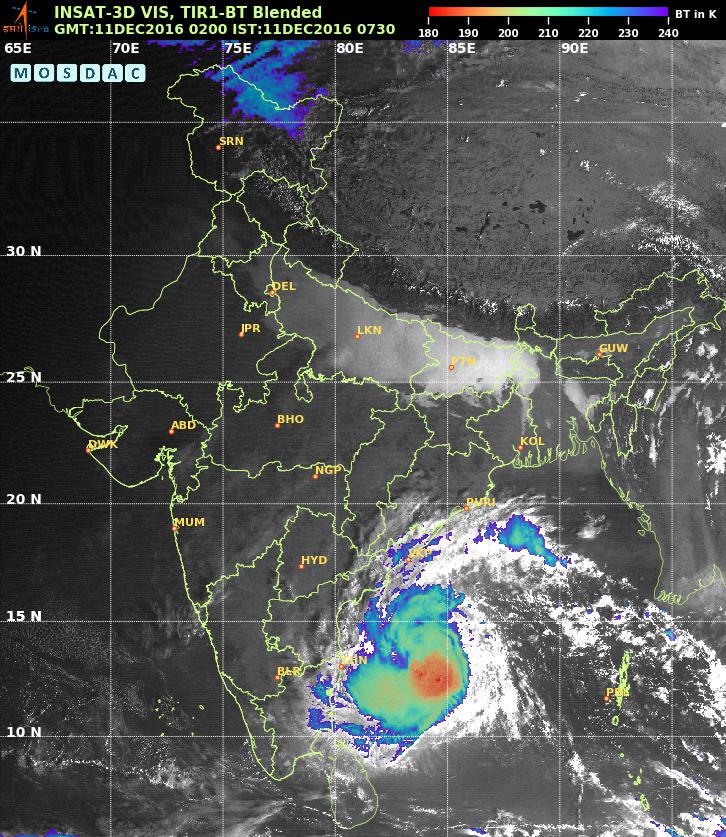 INSAT-3D VIS, TIR1-BT Blended
GMT:11DEC2016 0200 IST:11DEC2016 0730
BT in K
180 190 200 210 220 230 240
65E 70E 75E 80E 85E 90E
MOSDAC
SRN
30 N
DEL
JPR LKN
GUW
PTN
25 N
ABD BHO
DWK KOL
NGP
20 N
PURI
MUM
HYD
15 N
BLR
10 N